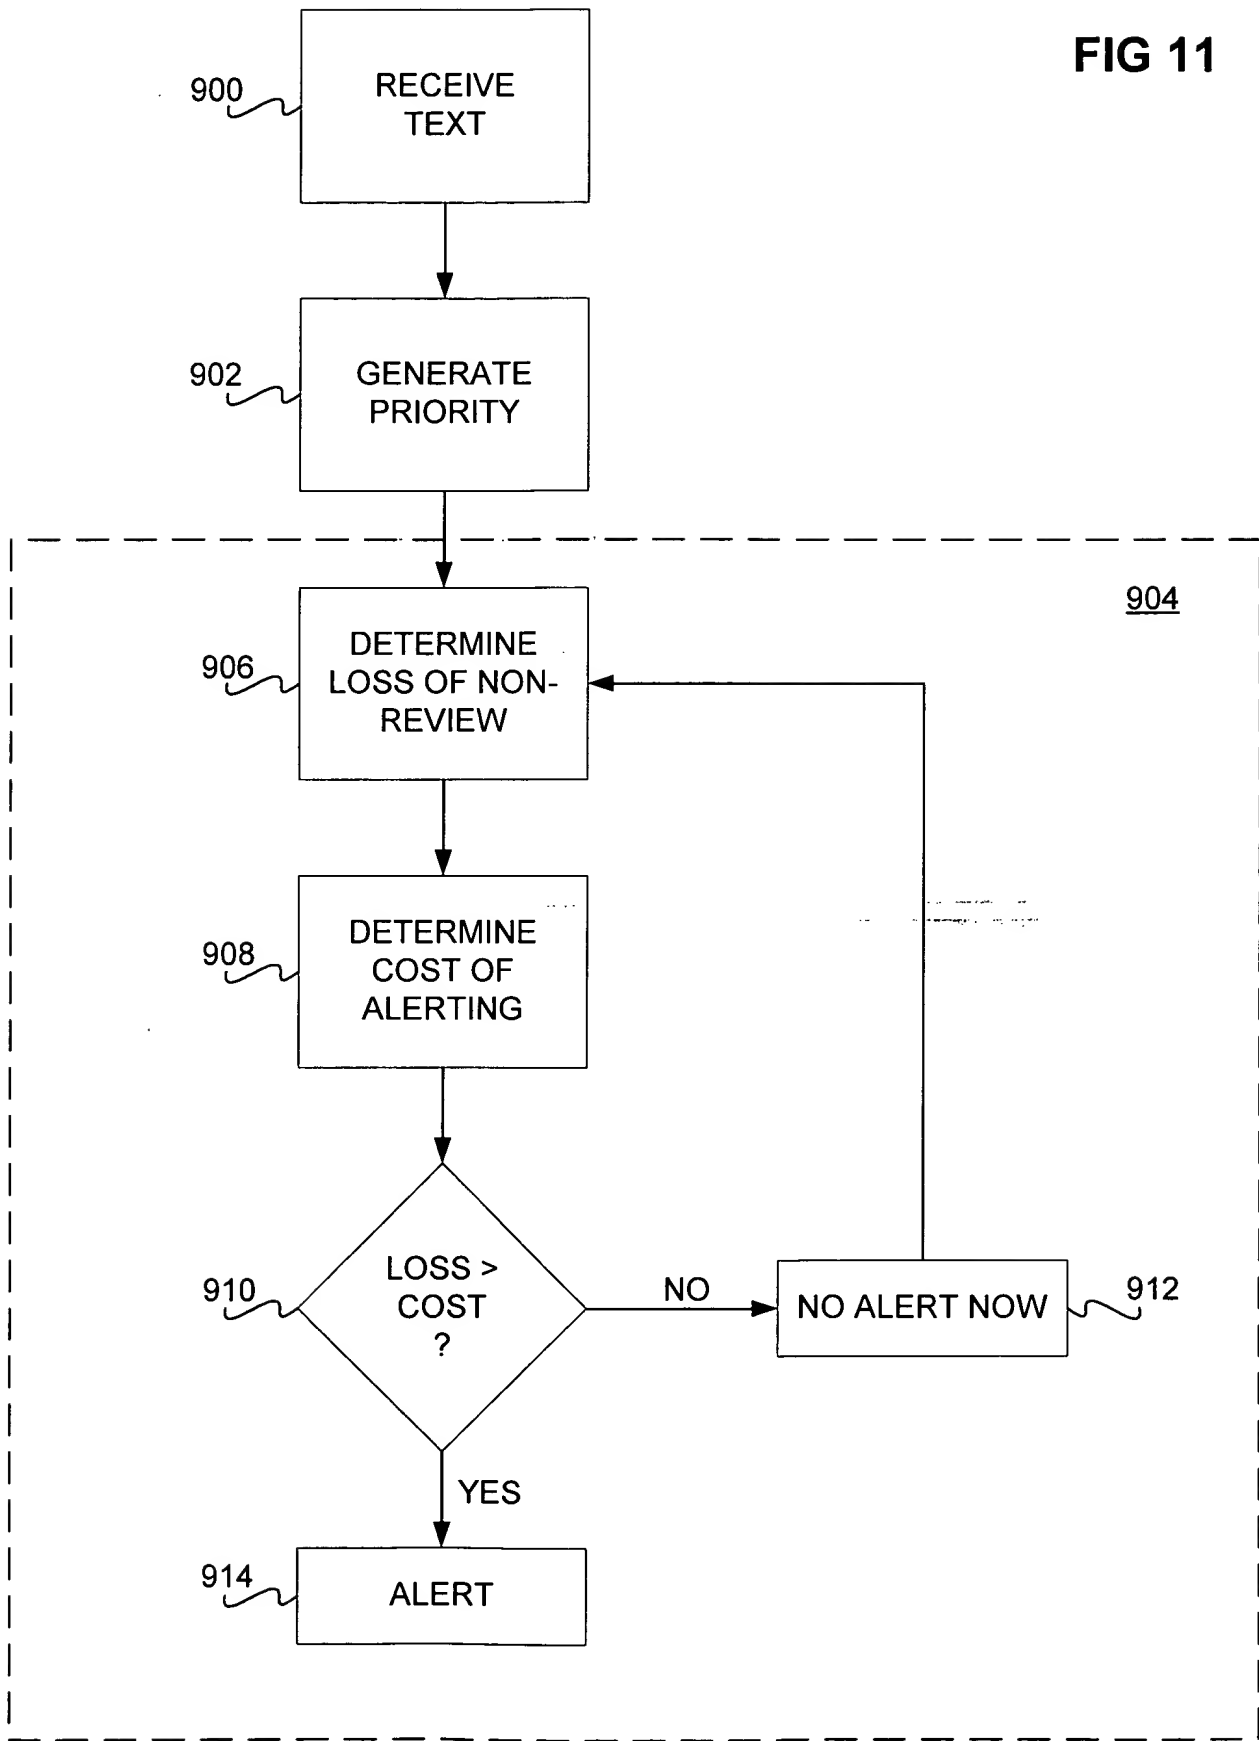 FIG 11
900
RECEIVE
TEXT
902
GENERATE
PRIORITY
904
906
DETERMINE
LOSS OF NON-
REVIEW
908
DETERMINE
COST OF
ALERTING
910
LOSS >
COST
?
NO
NO ALERT NOW
912
YES
914
ALERT